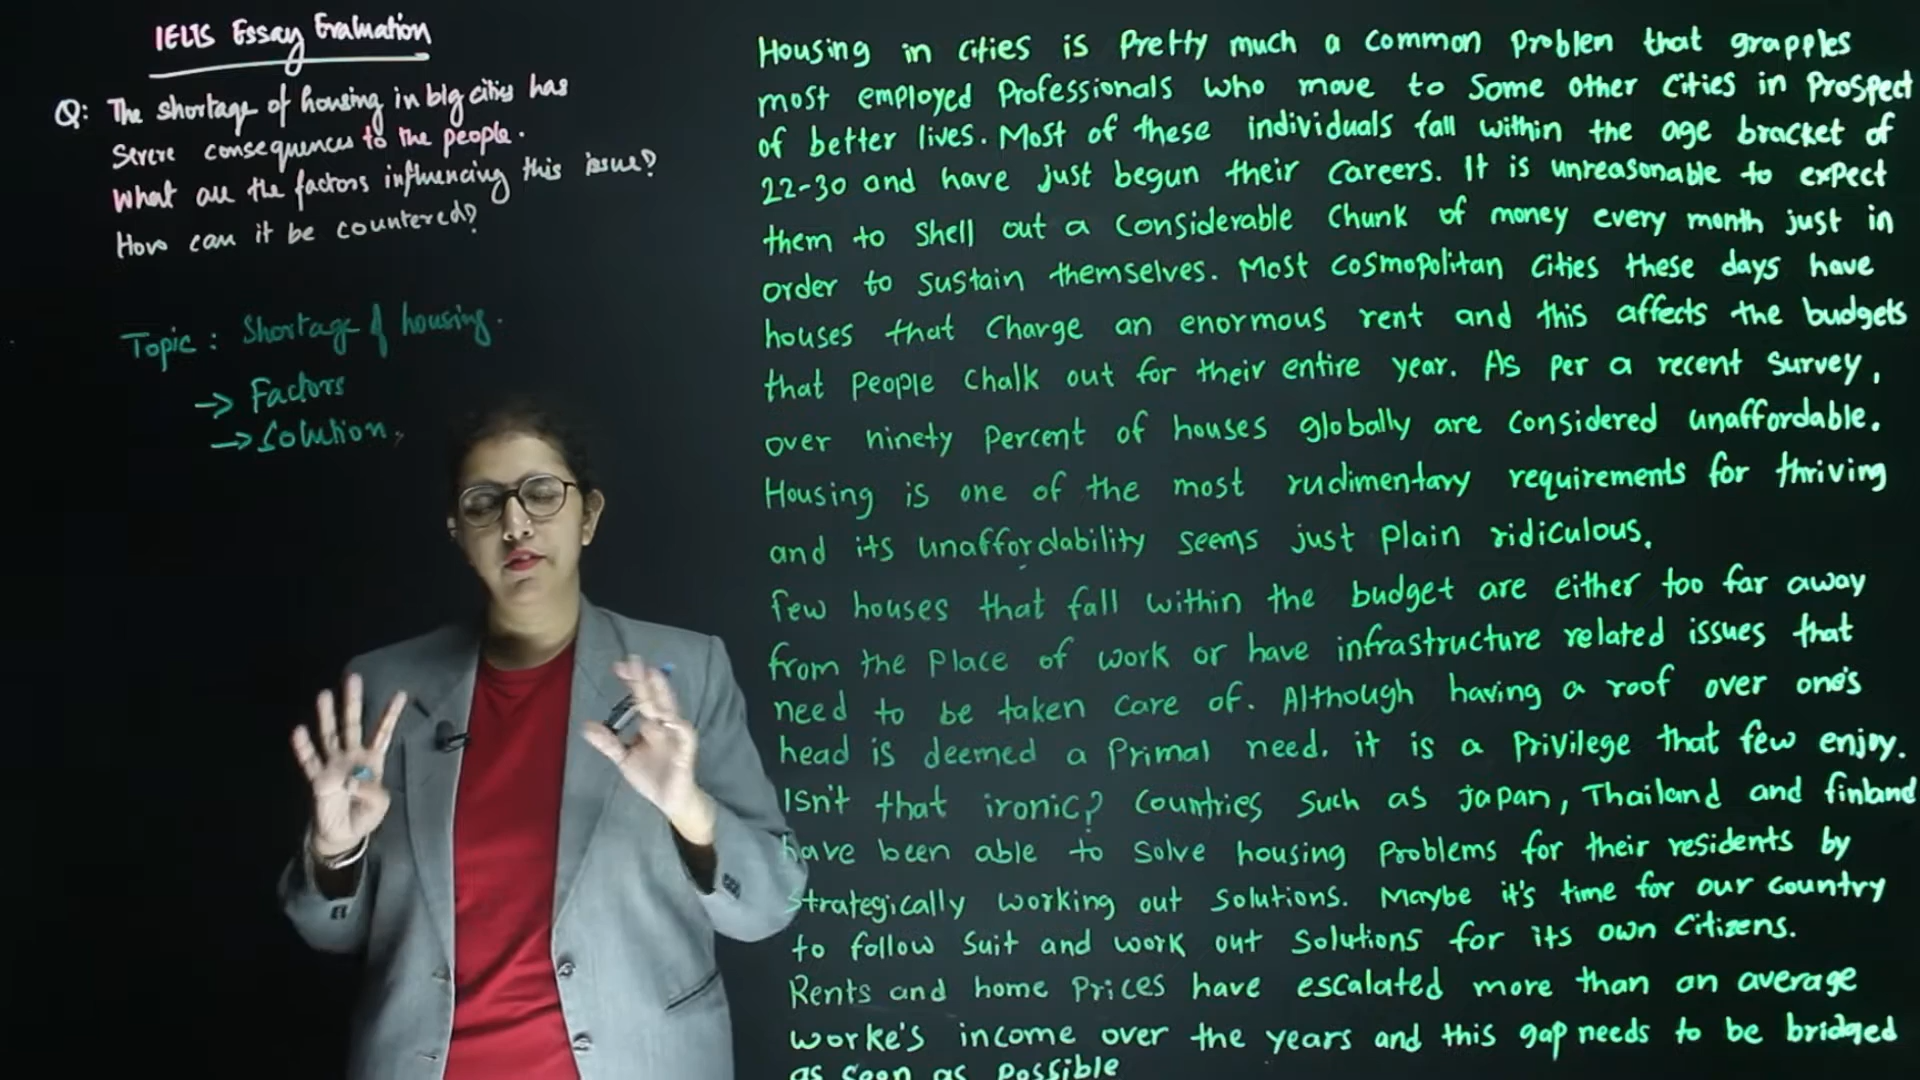 IELTS Essay Evaluation
Q: The shortage of housing in big cities has
severe consequences to the people.
What are the factors influencing this issue?
How can it be countered?
Topic: Shortage of housing.
→ Factors
→ Solution.
Housing in cities is Pretty much a common problem that grapples
most employed Professionals who move to some other cities in Prospect
of better lives. Most of these individuals fall within the age bracket of
22-30 and have just begun their careers. It is unreasonable to expect
them to shell out a considerable chunk of money every month just in
order to sustain themselves. Most cosmopolitan cities these days have
houses that charge an enormous rent and this affects the budgets
that people chalk out for their entire year. As per a recent survey,
over ninety percent of houses globally are considered unaffordable.
Housing is one of the most rudimentary requirements for thriving
and its unaffordability seems just plain ridiculous.
few houses that fall within the budget are either too far away
from the place of work or have infrastructure related issues that
need to be taken care of. Although having a roof over one's
head is deemed a primal need. it is a privilege that few enjoy.
Isn't that ironic? Countries such as japan, Thailand and finland
have been able to solve housing problems for their residents by
strategically working out solutions. Maybe it's time for our country
to follow suit and work out solutions for its own citizens.
Rents and home prices have escalated more than an average
worke's income over the years and this gap needs to be bridged
as soon as possible